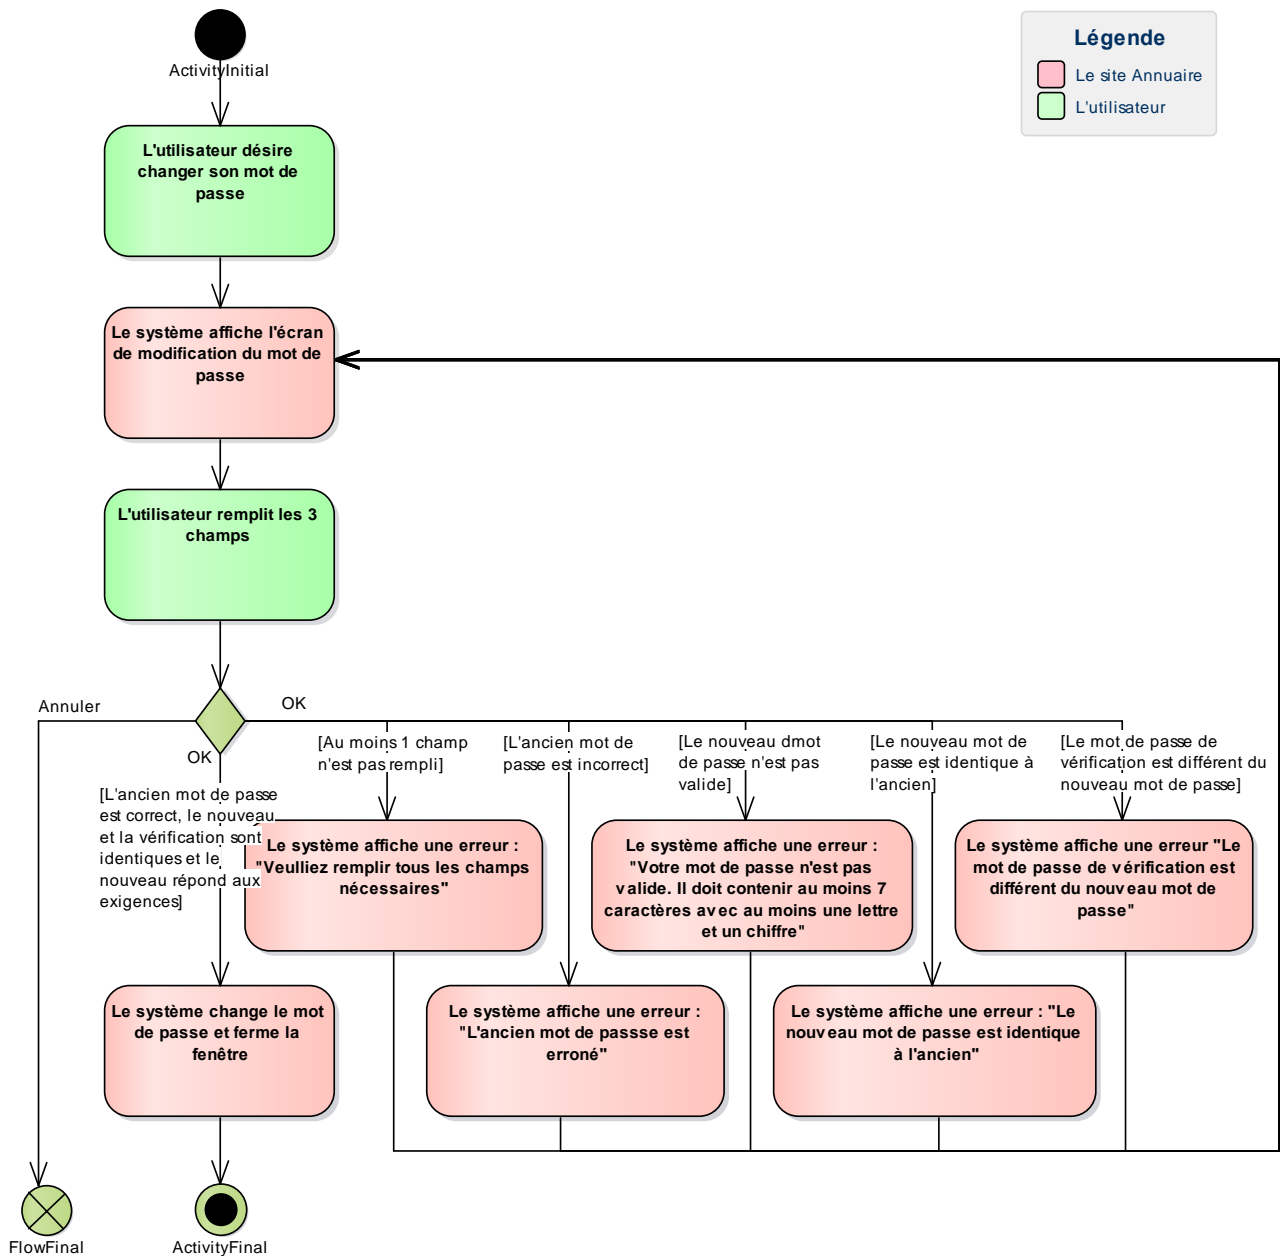 ActivityInitial
Légende
Le site Annuaire
L'utilisateur
L'utilisateur désire
changer son mot de
passe
Le système affiche l'écran
de modification du mot de
passe
L'utilisateur remplit les 3
champs
Annuler
OK
OK
[Au moins 1 champ
n'est pas rempli]
[L'ancien mot de
passe est incorrect]
[Le nouveau dmot
de passe n'est pas
valide]
[Le nouveau mot de
passe est identique à
l'ancien]
[Le mot de passe de
vérification est différent du
nouveau mot de passe]
[L'ancien mot de passe
est correct, le nouveau
et la vérification sont
identiques et le
nouveau répond aux
exigences]
Le système affiche une erreur :
"Veulliez remplir tous les champs
nécessaires"
Le système affiche une erreur :
"Votre mot de passe n'est pas
valide. Il doit contenir au moins 7
caractères avec au moins une lettre
et un chiffre"
Le système affiche une erreur "Le
mot de passe de vérification est
différent du nouveau mot de
passe"
Le système change le mot
de passe et ferme la
fenêtre
Le système affiche une erreur :
"L'ancien mot de passse est
erroné"
Le système affiche une erreur : "Le
nouveau mot de passe est identique
à l'ancien"
FlowFinal
ActivityFinal